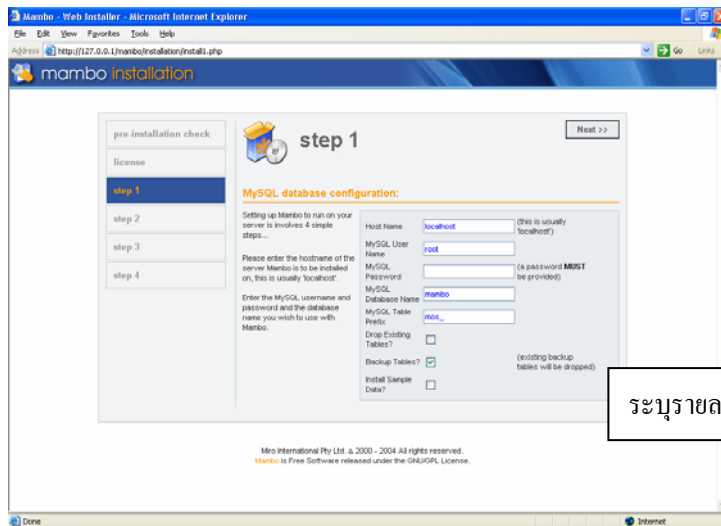 Mambo - Web Installer - Microsoft Internet Explorer
File Edit View Favorites Tools Help
Address http://127.0.0.1/mambo/installation/install1.php Go Links
mambo installation
pre-installation check
license
step 1
step 2
step 3
step 4
step 1
Next >>
MySQL database configuration:
Setting up Mambo to run on your
server is involves 4 simple
steps...
Please enter the hostname of the
server Mambo is to be installed
on, this is usually 'localhost'.
Enter the MySQL username and
password and the database
name you wish to use with
Mambo.
Host Name localhost (this is usually 'localhost')
MySQL User Name root
MySQL Password (a password MUST be provided)
MySQL Database Name mambo
MySQL Table Prefix mos_
Drop Existing Tables?
Backup Tables? (existing backup tables will be dropped)
Install Sample Data?
ระบุรายล
Miro International Pty Ltd. a 2000 - 2004 All rights reserved.
Mambo is Free Software released under the GNU/GPL License.
Done Internet